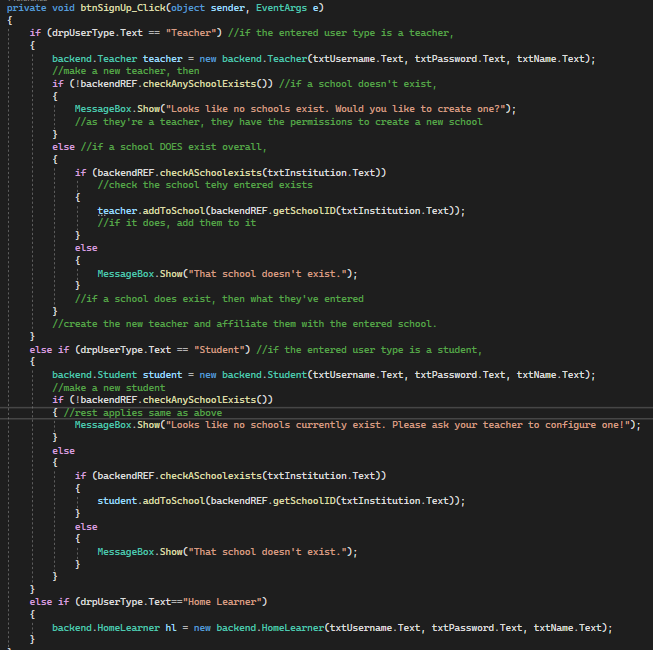 private void btnSignUp_Click(object sender, EventArgs e)
{
if (drpUserType.Text == "Teacher") //if the entered user type is a teacher,
{
backend.Teacher teacher = new backend.Teacher(txtUsername.Text, txtPassword.Text, txtName.Text);
//make a new teacher, then
if (!backendREF.checkAnySchoolExists()) //if a school doesn't exist,
{
MessageBox.Show("Looks like no schools exist. Would you like to create one?");
//as they're a teacher, they have the permissions to create a new school
}
else //if a school DOES exist overall,
{
if (backendREF.checkASchoolexists(txtInstitution.Text))
//check the school tehy entered exists
{
teacher.addToSchool(backendREF.getSchoolID(txtInstitution.Text));
//if it does, add them to it
}
else
{
MessageBox.Show("That school doesn't exist.");
}
//if a school does exist, then what they've entered
}
//create the new teacher and affiliate them with the entered school.
}
else if (drpUserType.Text == "Student") //if the entered user type is a student,
{
backend.Student student = new backend.Student(txtUsername.Text, txtPassword.Text, txtName.Text);
//make a new student
if (!backendREF.checkAnySchoolExists())
{ //rest applies same as above
MessageBox.Show("Looks like no schools currently exist. Please ask your teacher to configure one!");
}
else
{
if (backendREF.checkASchoolexists(txtInstitution.Text))
{
student.addToSchool(backendREF.getSchoolID(txtInstitution.Text));
}
else
{
MessageBox.Show("That school doesn't exist.");
}
}
}
else if (drpUserType.Text=="Home Learner")
{
backend.HomeLearner hl = new backend.HomeLearner(txtUsername.Text, txtPassword.Text, txtName.Text);
}